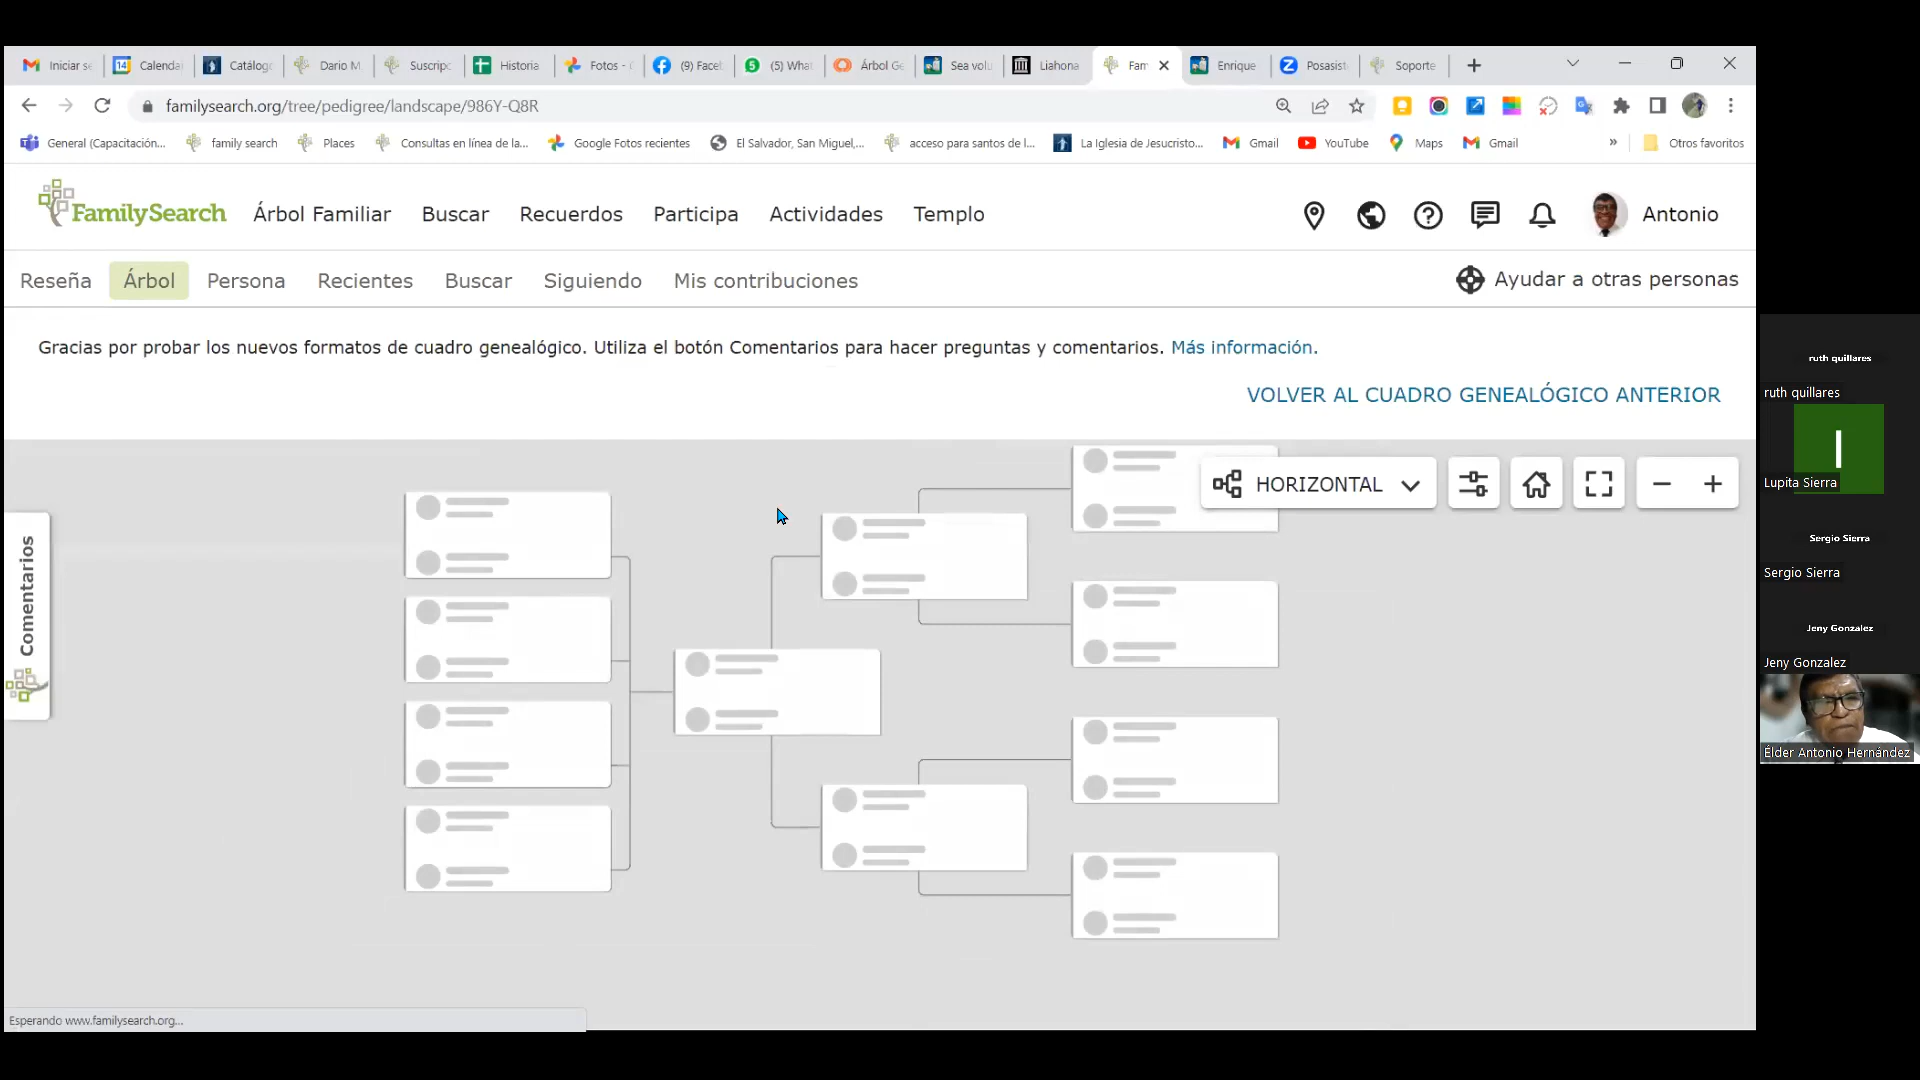 Iniciar se
14 Calenda
Catálogo
Dario M
Suscripc
Historia
Fotos - G
(9) Face
5 (5) Wha
Árbol Ge
Sea volu
Liahona
Fam
Enrique
Z Posasist
Soporte
familysearch.org/tree/pedigree/landscape/986Y-Q8R
General (Capacitación...
family search
Places
Consultas en línea de la...
Google Fotos recientes
El Salvador, San Miguel,...
acceso para santos de l...
La Iglesia de Jesucristo...
Gmail
YouTube
Maps
Gmail
»
Otros favoritos
FamilySearch
Árbol Familiar
Buscar
Recuerdos
Participa
Actividades
Templo
Antonio
Reseña
Árbol
Persona
Recientes
Buscar
Siguiendo
Mis contribuciones
Ayudar a otras personas
Gracias por probar los nuevos formatos de cuadro genealógico. Utiliza el botón Comentarios para hacer preguntas y comentarios. Más información.
VOLVER AL CUADRO GENEALÓGICO ANTERIOR
HORIZONTAL
Comentarios
Esperando www.familysearch.org...
ruth quillares
ruth quillares
l
Lupita Sierra
Sergio Sierra
Sergio Sierra
Jeny Gonzalez
Jeny Gonzalez
Élder Antonio Hernández